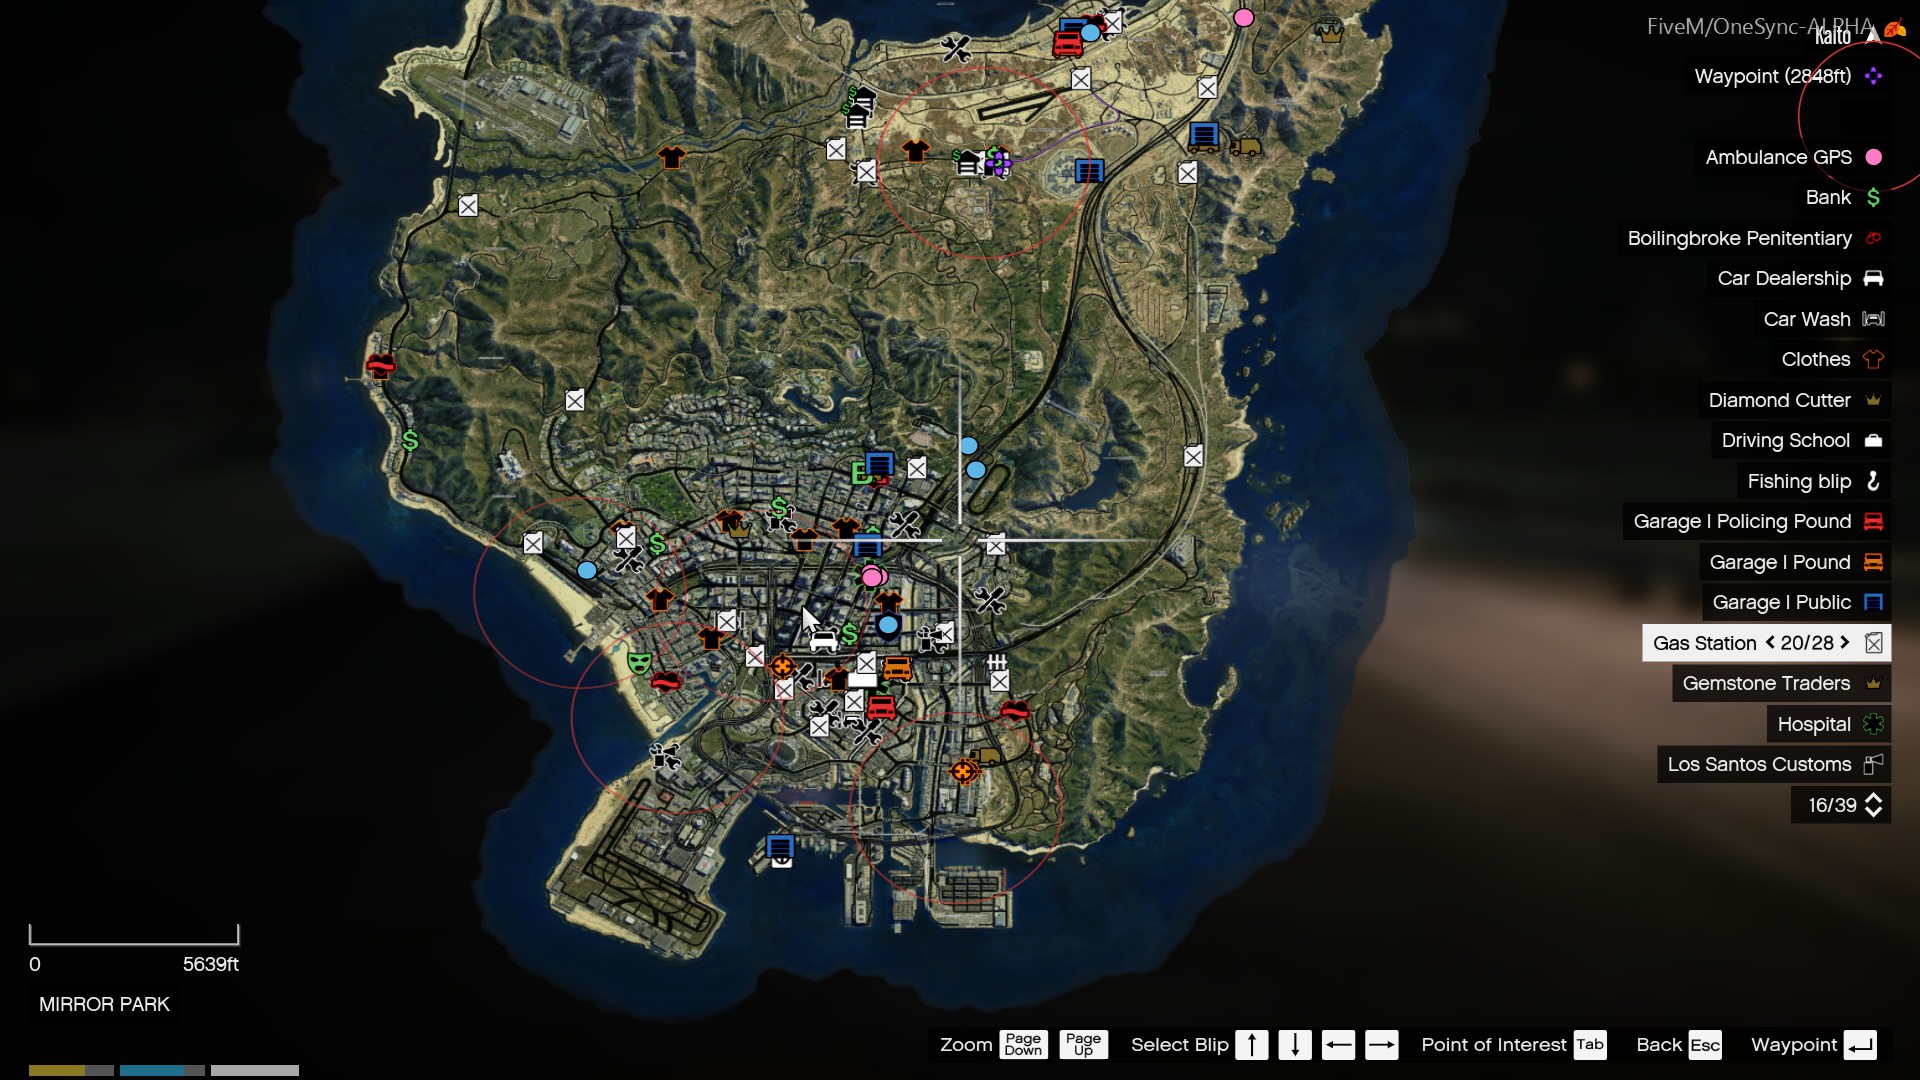 FiveM/OneSync-ALPHA
Kaito
Waypoint (2848ft)
Ambulance GPS
Bank
Boilingbroke Penitentiary
Car Dealership
Car Wash
Clothes
Diamond Cutter
Driving School
Fishing blip
Garage | Policing Pound
Garage | Pound
Garage | Public
Gas Station < 20/28 >
Gemstone Traders
Hospital
Los Santos Customs
16/39
0 5639ft
MIRROR PARK
Zoom Page Down Page Up Select Blip ↑ ↓ ← → Point of Interest Tab Back Esc Waypoint